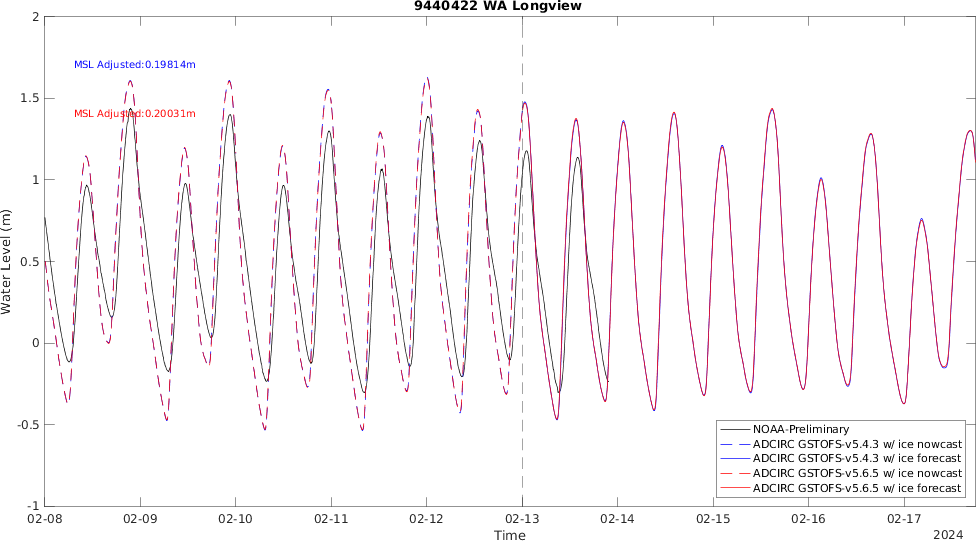 9440422 WA Longview
2
1.5
1
0.5
0
-0.5
-1
Water Level (m)
MSL Adjusted:0.19814m
MSL Adjusted:0.20031m
NOAA-Preliminary
ADCIRC GSTOFS-v5.4.3 w/ ice nowcast
ADCIRC GSTOFS-v5.4.3 w/ ice forecast
ADCIRC GSTOFS-v5.6.5 w/ ice nowcast
ADCIRC GSTOFS-v5.6.5 w/ ice forecast
02-08 02-09 02-10 02-11 02-12 02-13 02-14 02-15 02-16 02-17
Time
2024